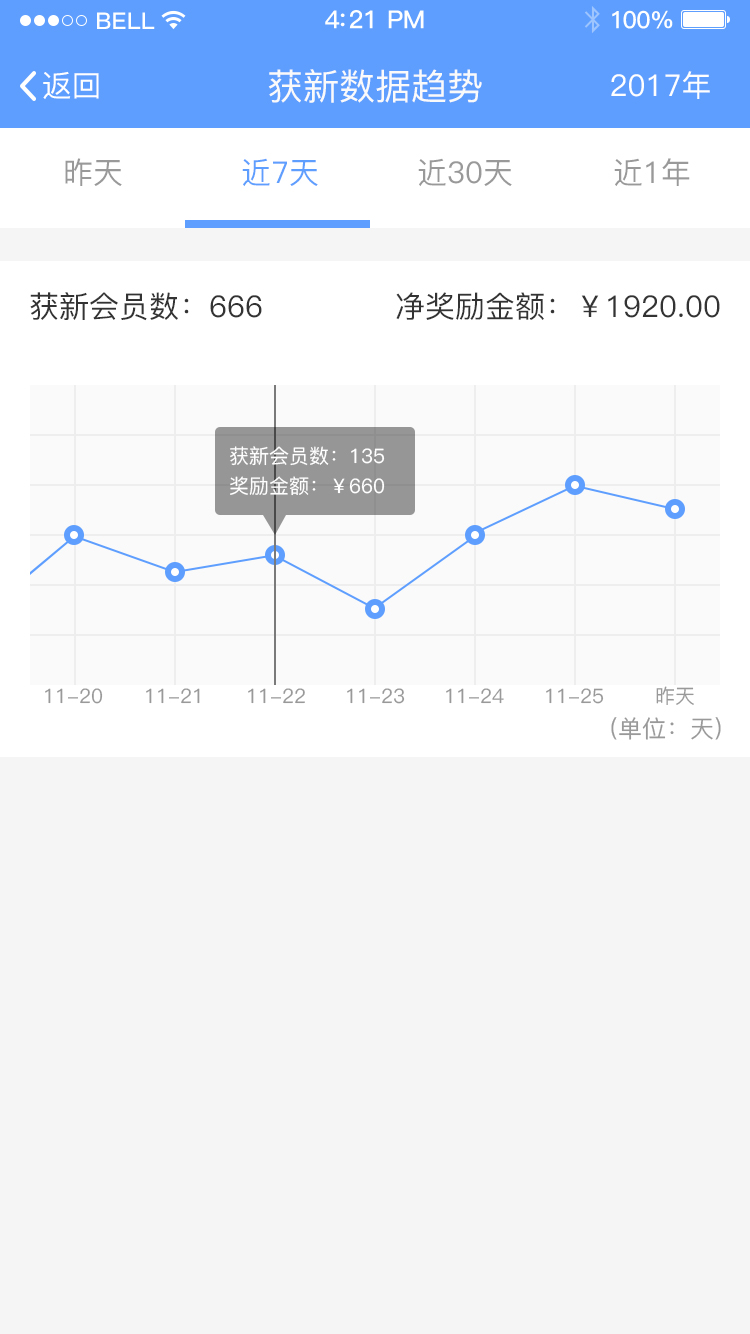 BELL 4:21 PM 100%
返回 获新数据趋势 2017年
昨天 近7天 近30天 近1年
获新会员数：666 净奖励金额：￥1920.00
获新会员数：135
奖励金额：￥660
11-20 11-21 11-22 11-23 11-24 11-25 昨天
（单位：天）